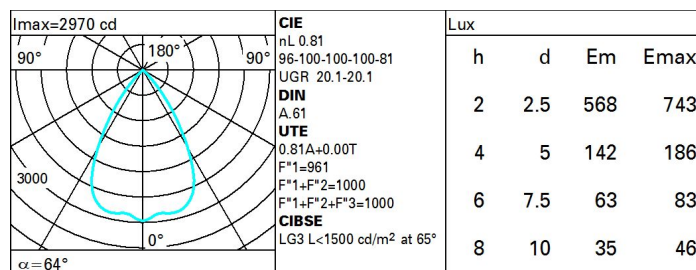 Imax=2970 cd
90° 180° 90°
3000
0°
α=64°
CIE
nL 0.81
96-100-100-100-81
UGR 20.1-20.1
DIN
A.61
UTE
0.81A+0.00T
F"1=961
F"1+F"2=1000
F"1+F"2+F"3=1000
CIBSE
LG3 L<1500 cd/m² at 65°
Lux
h d Em Emax
2 2.5 568 743
4 5 142 186
6 7.5 63 83
8 10 35 46